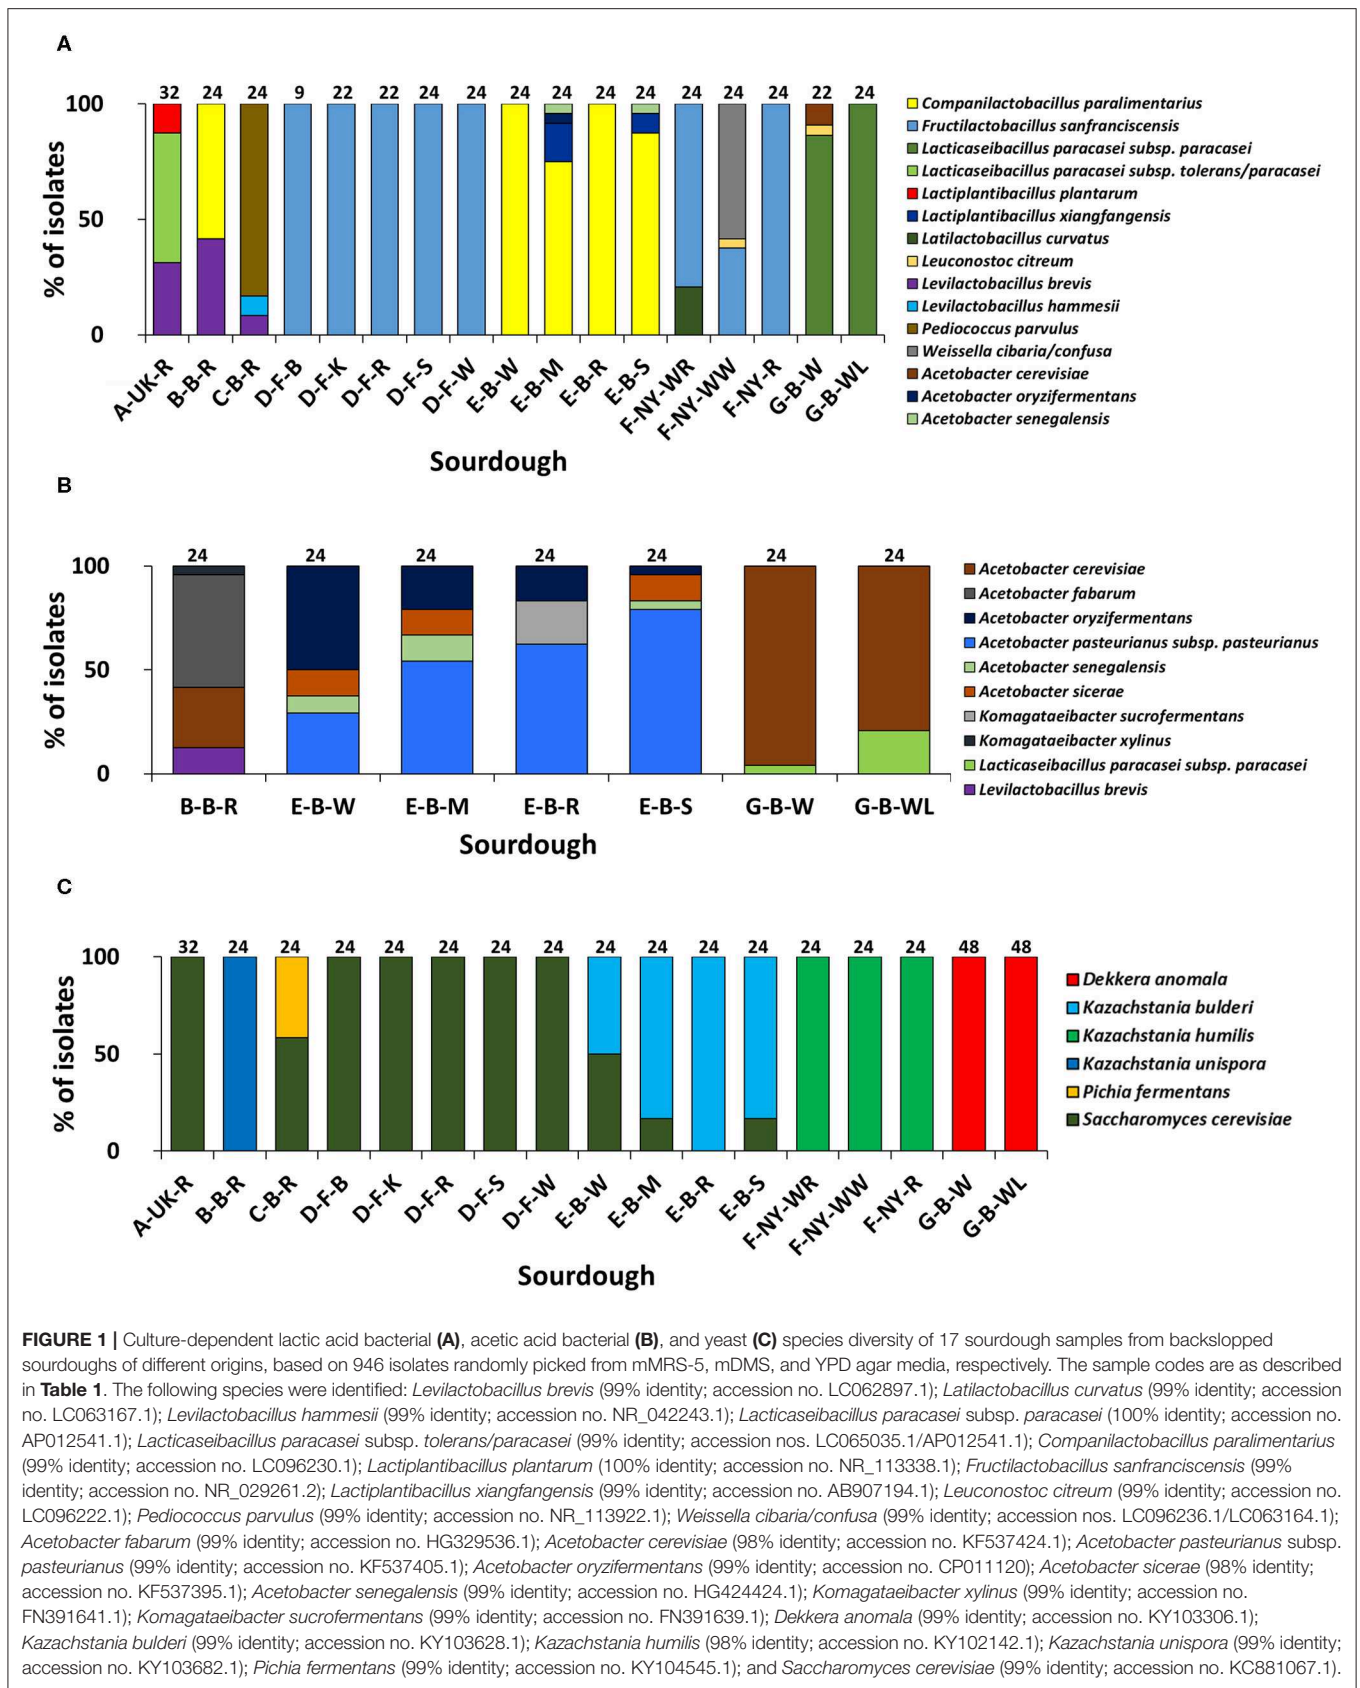 A
32 24 24 9 22 22 24 24 24 24 24 24 24 24 24 22 24
100
50
0
% of isolates
A-UK-R B-B-R C-B-R D-F-B D-F-K D-F-R D-F-S D-F-W E-B-W E-B-M E-B-R E-B-S F-NY-WR F-NY-WW F-NY-R G-B-W G-B-WL
Sourdough
Companilactobacillus paralimentarius
Fructilactobacillus sanfranciscensis
Lacticaseibacillus paracasei subsp. paracasei
Lacticaseibacillus paracasei subsp. tolerans/paracasei
Lactiplantibacillus plantarum
Lactiplantibacillus xiangfangensis
Latilactobacillus curvatus
Leuconostoc citreum
Levilactobacillus brevis
Levilactobacillus hammesii
Pediococcus parvulus
Weissella cibaria/confusa
Acetobacter cerevisiae
Acetobacter oryzifermentans
Acetobacter senegalensis
B
24 24 24 24 24 24 24
100
50
0
% of isolates
B-B-R E-B-W E-B-M E-B-R E-B-S G-B-W G-B-WL
Sourdough
Acetobacter cerevisiae
Acetobacter fabarum
Acetobacter oryzifermentans
Acetobacter pasteurianus subsp. pasteurianus
Acetobacter senegalensis
Acetobacter sicerae
Komagataeibacter sucrofermentans
Komagataeibacter xylinus
Lacticaseibacillus paracasei subsp. paracasei
Levilactobacillus brevis
C
32 24 24 24 24 24 24 24 24 24 24 24 24 24 24 48 48
100
50
0
% of isolates
A-UK-R B-B-R C-B-R D-F-B D-F-K D-F-R D-F-S D-F-W E-B-W E-B-M E-B-R E-B-S F-NY-WR F-NY-WW F-NY-R G-B-W G-B-WL
Sourdough
Dekkera anomala
Kazachstania bulderi
Kazachstania humilis
Kazachstania unispora
Pichia fermentans
Saccharomyces cerevisiae
FIGURE 1 | Culture-dependent lactic acid bacterial (A), acetic acid bacterial (B), and yeast (C) species diversity of 17 sourdough samples from backslopped
sourdoughs of different origins, based on 946 isolates randomly picked from mMRS-5, mDMS, and YPD agar media, respectively. The sample codes are as described
in Table 1. The following species were identified: Levilactobacillus brevis (99% identity; accession no. LC062897.1); Latilactobacillus curvatus (99% identity; accession
no. LC063167.1); Levilactobacillus hammesii (99% identity; accession no. NR_042243.1); Lacticaseibacillus paracasei subsp. paracasei (100% identity; accession no.
AP012541.1); Lacticaseibacillus paracasei subsp. tolerans/paracasei (99% identity; accession nos. LC065035.1/AP012541.1); Companilactobacillus paralimentarius
(99% identity; accession no. LC096230.1); Lactiplantibacillus plantarum (100% identity; accession no. NR_113338.1); Fructilactobacillus sanfranciscensis (99%
identity; accession no. NR_029261.2); Lactiplantibacillus xiangfangensis (99% identity; accession no. AB907194.1); Leuconostoc citreum (99% identity; accession no.
LC096222.1); Pediococcus parvulus (99% identity; accession no. NR_113922.1); Weissella cibaria/confusa (99% identity; accession nos. LC096236.1/LC063164.1);
Acetobacter fabarum (99% identity; accession no. HG329536.1); Acetobacter cerevisiae (98% identity; accession no. KF537424.1); Acetobacter pasteurianus subsp.
pasteurianus (99% identity; accession no. KF537405.1); Acetobacter oryzifermentans (99% identity; accession no. CP011120); Acetobacter sicerae (98% identity;
accession no. KF537395.1); Acetobacter senegalensis (99% identity; accession no. HG424424.1); Komagataeibacter xylinus (99% identity; accession no.
FN391641.1); Komagataeibacter sucrofermentans (99% identity; accession no. FN391639.1); Dekkera anomala (99% identity; accession no. KY103306.1);
Kazachstania bulderi (99% identity; accession no. KY103628.1); Kazachstania humilis (98% identity; accession no. KY102142.1); Kazachstania unispora (99% identity;
accession no. KY103682.1); Pichia fermentans (99% identity; accession no. KY104545.1); and Saccharomyces cerevisiae (99% identity; accession no. KC881067.1).